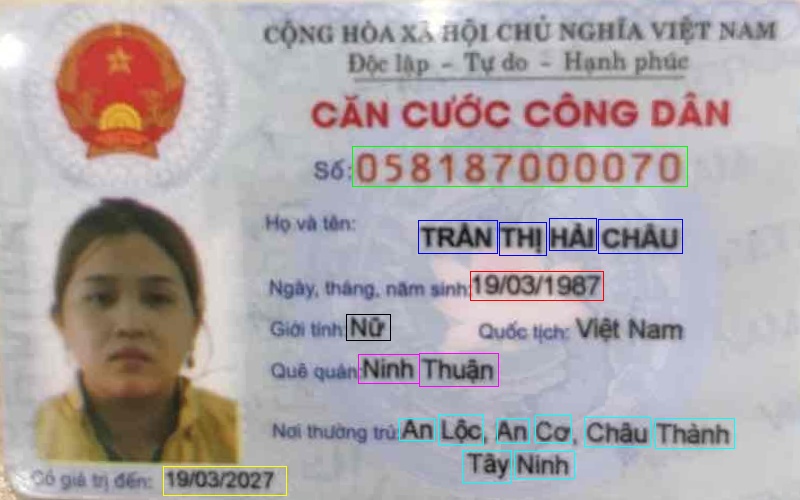 CỘNG HÒA XÃ HỘI CHỦ NGHĨA VIỆT NAM
Độc lập - Tự do - Hạnh phúc
CĂN CƯỚC CÔNG DÂN
Số: 058187000070
Họ và tên: TRẦN THỊ HẢI CHÂU
Ngày, tháng, năm sinh: 19/03/1987
Giới tính: Nữ Quốc tịch: Việt Nam
Quê quán: Ninh Thuận
Nơi thường trú: An Lộc, An Cơ, Châu Thành
Tây Ninh
Có giá trị đến: 19/03/2027